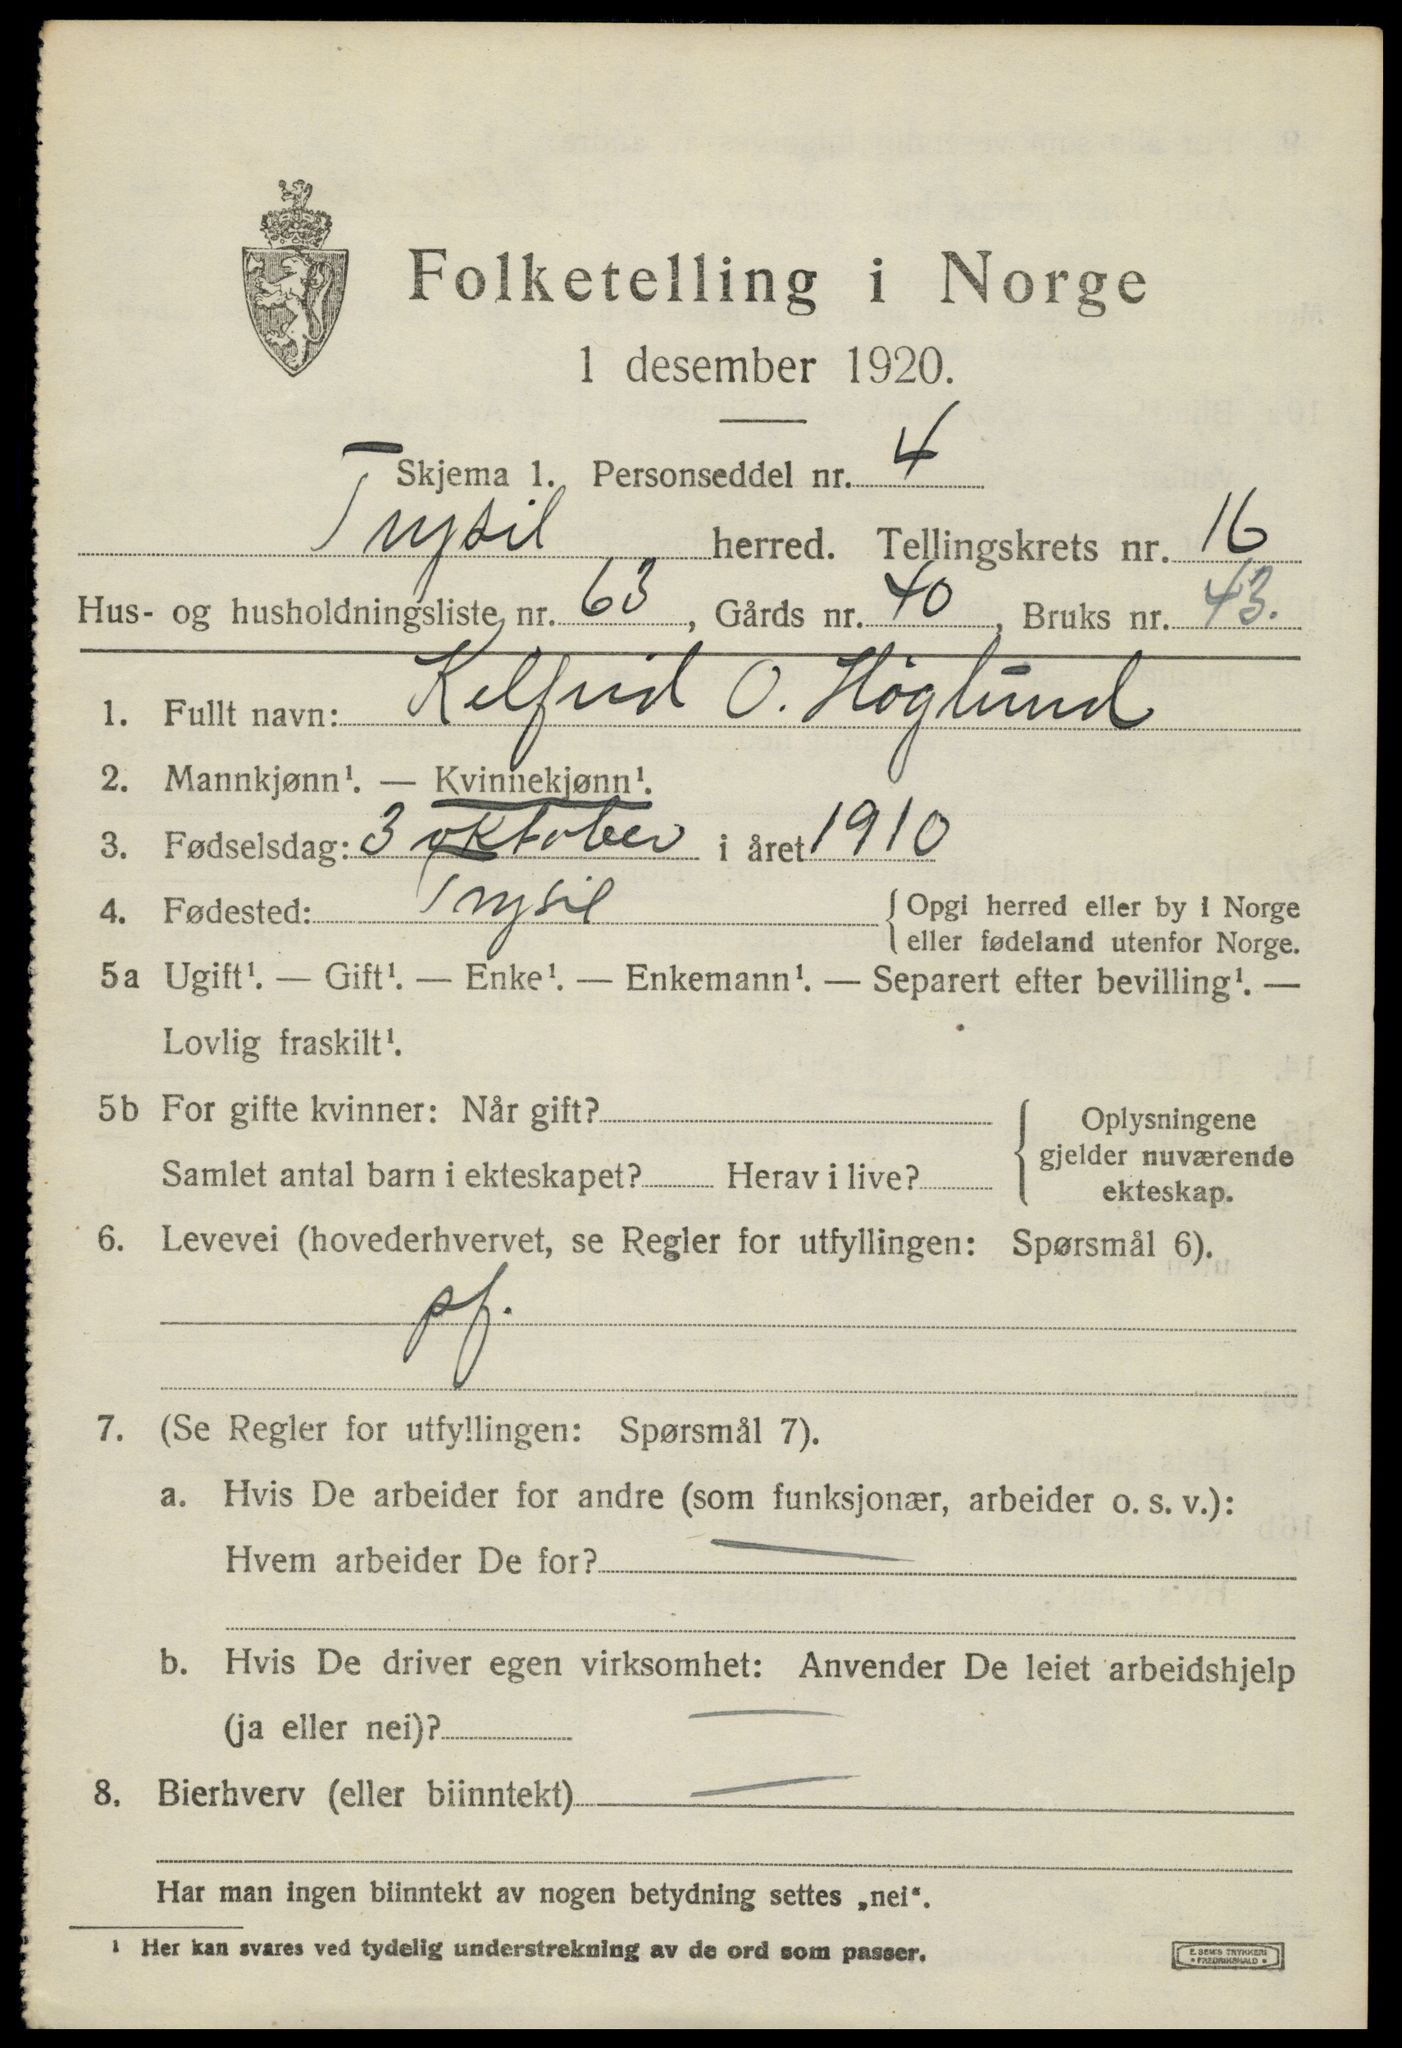 Folketelling i Norge
1 desember 1920.
Skjema 1. Personseddel nr. 4
Trysil herred. Tellingskrets nr. 16
Hus- og husholdningsliste nr. 63, Gårds nr. 40, Bruks nr. 43.
1. Fullt navn: Kelfrid O. Høglund
2. Mannkjønn¹. — Kvinnekjønn¹.
3. Fødselsdag: 3 oktober i året 1910
4. Fødested: Trysil { Opgi herred eller by i Norge
eller fødeland utenfor Norge.
5a Ugift¹. — Gift¹. — Enke¹. — Enkemann¹. — Separert efter bevilling¹. —
Lovlig fraskilt¹.
5b For gifte kvinner: Når gift?
Samlet antal barn i ekteskapet? Herav i live?
{ Oplysningene
gjelder nuværende
ekteskap.
6. Levevei (hovederhvervet, se Regler for utfyllingen: Spørsmål 6).
pf.
7. (Se Regler for utfyllingen: Spørsmål 7).
a. Hvis De arbeider for andre (som funksjonær, arbeider o. s. v.):
Hvem arbeider De for? —
b. Hvis De driver egen virksomhet: Anvender De leiet arbeidshjelp
(ja eller nei)? —
8. Bierhverv (eller biinntekt) —
Har man ingen biinntekt av nogen betydning settes „nei“.
¹ Her kan svares ved tydelig understrekning av de ord som passer.
E. SEM'S TRYKKERI
• FREDRIKSHALD •